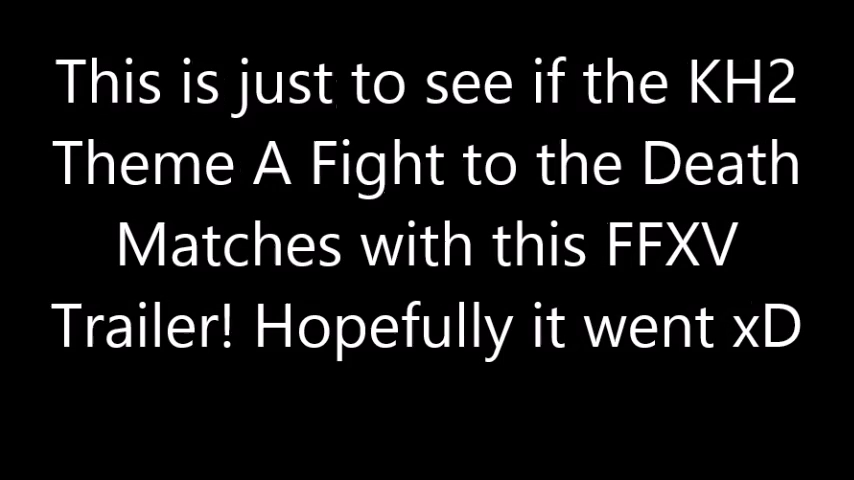 This is just to see if the KH2
Theme A Fight to the Death
Matches with this FFXV
Trailer! Hopefully it went xD